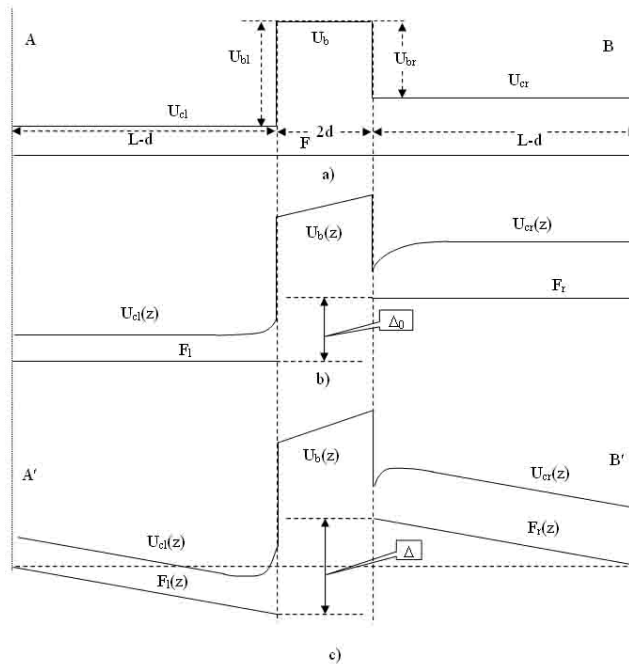 A
U_b
B
U_bl
U_br
U_cr
U_cl
L-d
2d
L-d
F
a)
U_b(z)
U_cr(z)
F_r
U_cl(z)
Δ_0
F_l
b)
U_b(z)
A′
B′
U_cr(z)
U_cl(z)
F_r(z)
Δ
F_l(z)
c)